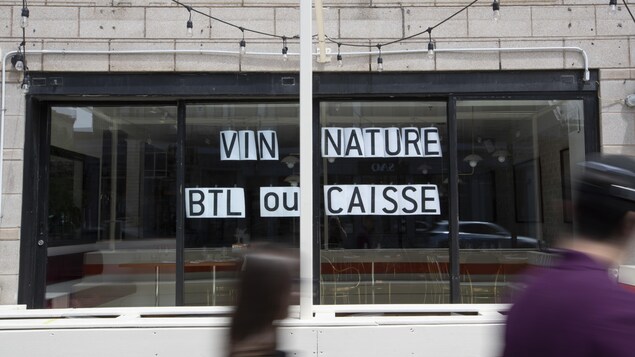 VIN NATURE
BTL ou CAISSE